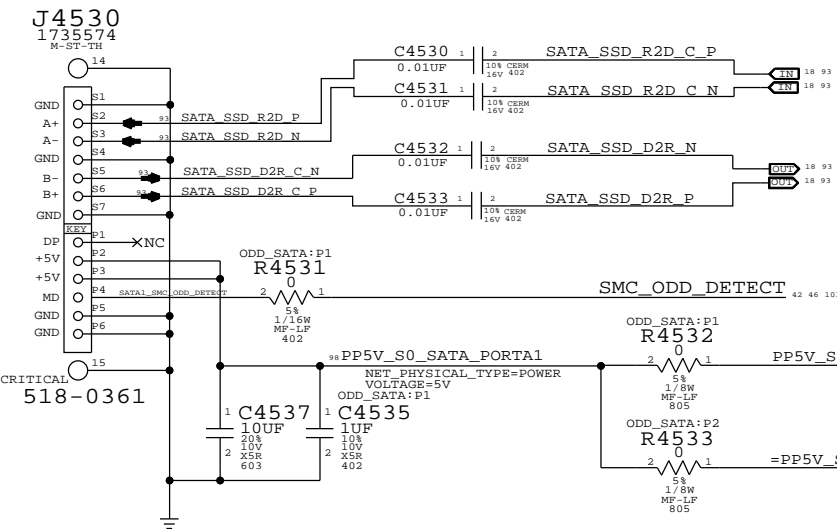 J4530
1735574
M-ST-TH
14
GND S1
A+ S2
A- S3
GND S4
B- S5
B+ S6
GND S7
KEY
DP P1
+5V P2
+5V P3
MD P4
GND P5
GND P6
15
CRITICAL
518-0361
NC
93 SATA_SSD_R2D_P
93 SATA_SSD_R2D_N
93 SATA_SSD_D2R_C_N
93 SATA_SSD_D2R_C_P
C4530 1 2 SATA_SSD_R2D_C_P
0.01UF 10% CERM
16V 402
IN 18 93
C4531 1 2 SATA_SSD_R2D_C_N
0.01UF 10% CERM
16V 402
IN 18 93
C4532 1 2 SATA_SSD_D2R_N
0.01UF 10% CERM
16V 402
OUT 18 93
C4533 1 2 SATA_SSD_D2R_P
0.01UF 10% CERM
16V 402
OUT 18 93
ODD_SATA:P1
R4531
0
SATA1_SMC_ODD_DETECT 2 1 SMC_ODD_DETECT 42 46
5%
1/16W
MF-LF
402
98 PP5V_S0_SATA_PORTA1
NET_PHYSICAL_TYPE=POWER
VOLTAGE=5V
ODD_SATA:P1
1 C4537
10UF
20%
10V
2 X5R
603
1 C4535
1UF
10%
10V
2 X5R
402
ODD_SATA:P1
R4532
0
2 1 PP5V_S
5%
1/8W
MF-LF
805
ODD_SATA:P2
R4533
0
2 1 =PP5V_S
5%
1/8W
MF-LF
805